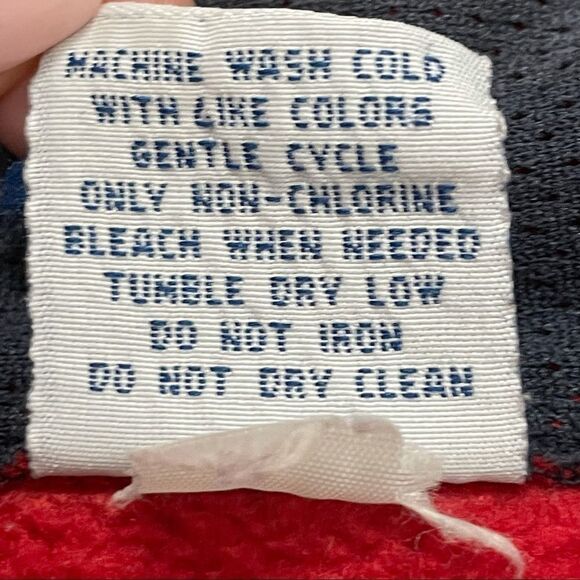 MACHINE WASH COLD
WITH LIKE COLORS
GENTLE CYCLE
ONLY NON-CHLORINE
BLEACH WHEN NEEDED
TUMBLE DRY LOW
DO NOT IRON
DO NOT DRY CLEAN